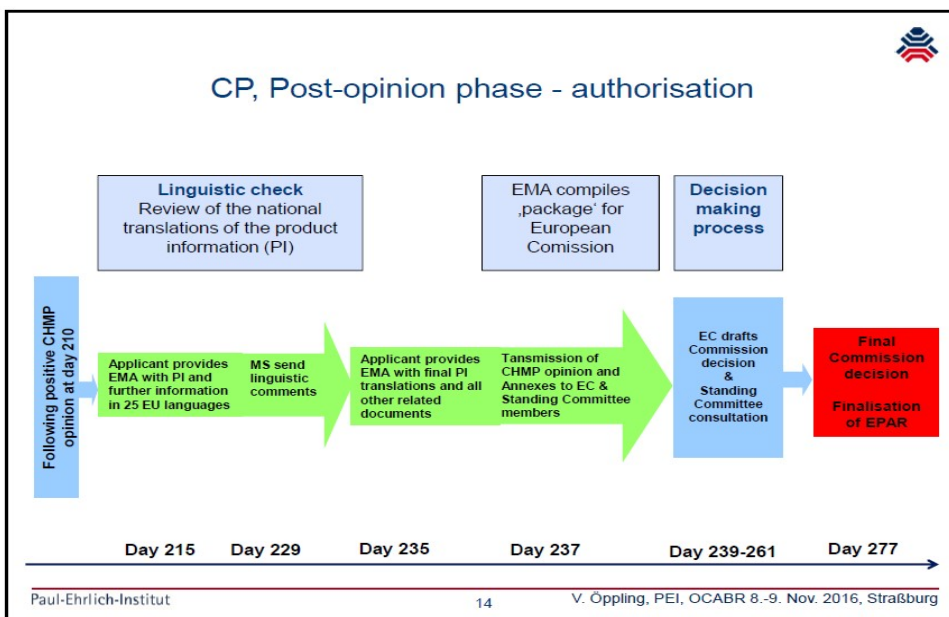 CP, Post-opinion phase - authorisation
Linguistic check
Review of the national
translations of the product
information (PI)
EMA compiles
‚package‘ for
European
Comission
Decision
making
process
Following positive CHMP
opinion at day 210
Applicant provides
EMA with PI and
further information
in 25 EU languages
MS send
linguistic
comments
Applicant provides
EMA with final PI
translations and all
other related
documents
Tansmission of
CHMP opinion and
Annexes to EC &
Standing Committee
members
EC drafts
Commission
decision
&
Standing
Committee
consultation
Final
Commission
decision
Finalisation
of EPAR
Day 215
Day 229
Day 235
Day 237
Day 239-261
Day 277
Paul-Ehrlich-Institut
14
V. Öppling, PEI, OCABR 8.-9. Nov. 2016, Straßburg